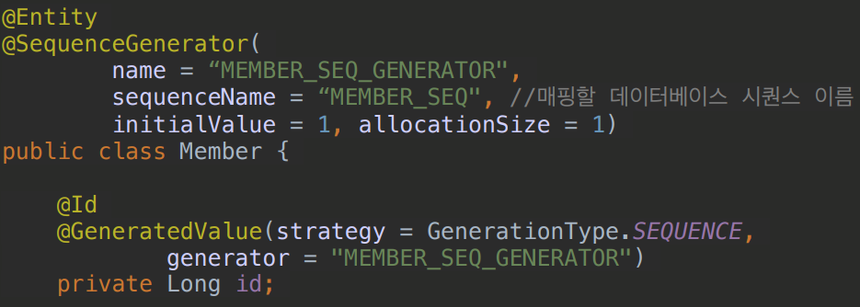 @Entity
@SequenceGenerator(
name = “MEMBER_SEQ_GENERATOR",
sequenceName = “MEMBER_SEQ", //매핑할 데이터베이스 시퀀스 이름
initialValue = 1, allocationSize = 1)
public class Member {
@Id
@GeneratedValue(strategy = GenerationType.SEQUENCE,
generator = "MEMBER_SEQ_GENERATOR")
private Long id;